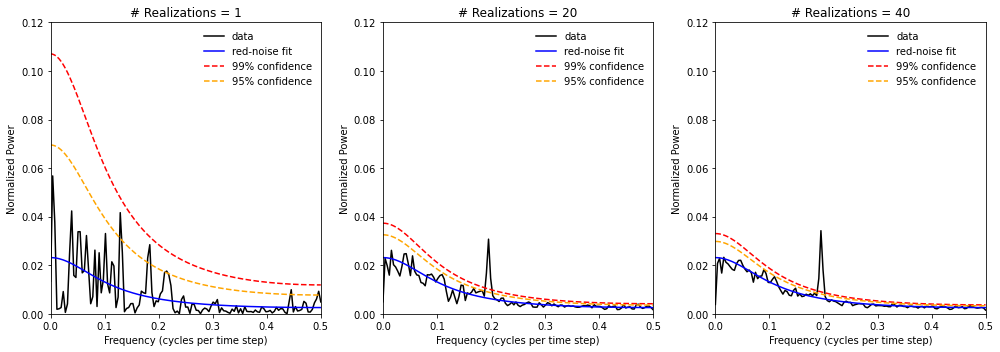 # Realizations = 1
Normalized Power
0.12
0.10
0.08
0.06
0.04
0.02
0.00
data
red-noise fit
99% confidence
95% confidence
0.0
0.1
0.2
0.3
0.4
0.5
Frequency (cycles per time step)
# Realizations = 20
Normalized Power
0.12
0.10
0.08
0.06
0.04
0.02
0.00
data
red-noise fit
99% confidence
95% confidence
0.0
0.1
0.2
0.3
0.4
0.5
Frequency (cycles per time step)
# Realizations = 40
Normalized Power
0.12
0.10
0.08
0.06
0.04
0.02
0.00
data
red-noise fit
99% confidence
95% confidence
0.0
0.1
0.2
0.3
0.4
0.5
Frequency (cycles per time step)